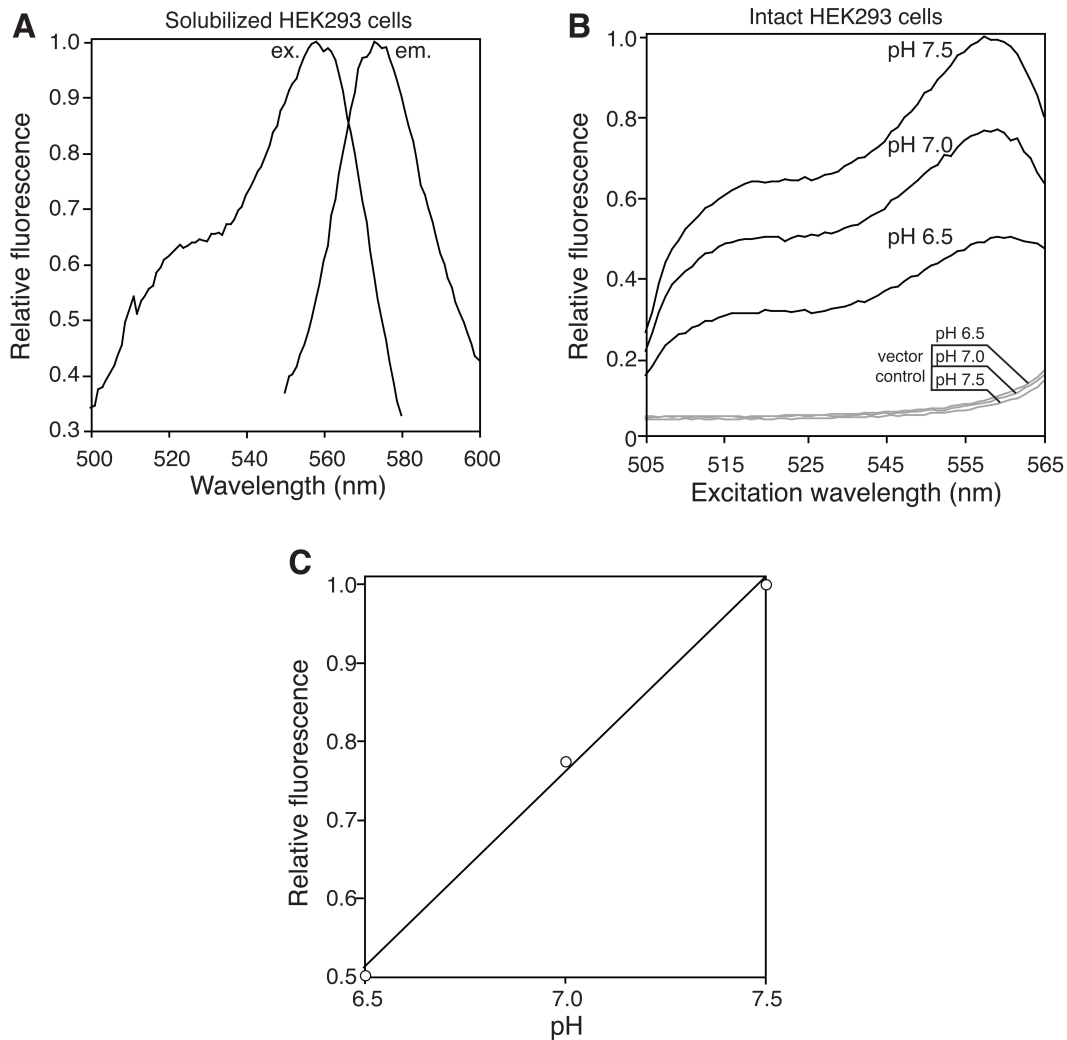 A
Solubilized HEK293 cells
ex.
em.
1.0
0.9
0.8
0.7
0.6
0.5
0.4
0.3
Relative fluorescence
500
520
540
560
580
600
Wavelength (nm)
B
Intact HEK293 cells
pH 7.5
pH 7.0
pH 6.5
1.0
0.8
0.6
0.4
0.2
0
Relative fluorescence
vector
control
pH 6.5
pH 7.0
pH 7.5
505
515
525
545
555
565
Excitation wavelength (nm)
C
1.0
0.9
0.8
0.7
0.6
0.5
Relative fluorescence
6.5
7.0
7.5
pH